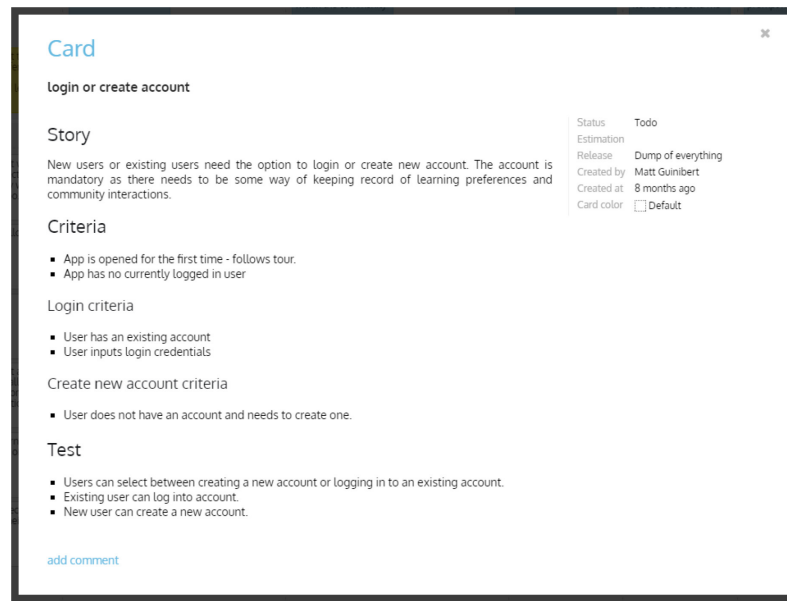 Card
login or create account
Story
New users or existing users need the option to login or create new account. The account is
mandatory as there needs to be some way of keeping record of learning preferences and
community interactions.
Criteria
App is opened for the first time - follows tour.
App has no currently logged in user
Login criteria
User has an existing account
User inputs login credentials
Create new account criteria
User does not have an account and needs to create one.
Test
Users can select between creating a new account or logging in to an existing account.
Existing user can log into account.
New user can create a new account.
add comment
Status Todo
Estimation
Release Dump of everything
Created by Matt Guinibert
Created at 8 months ago
Card color Default